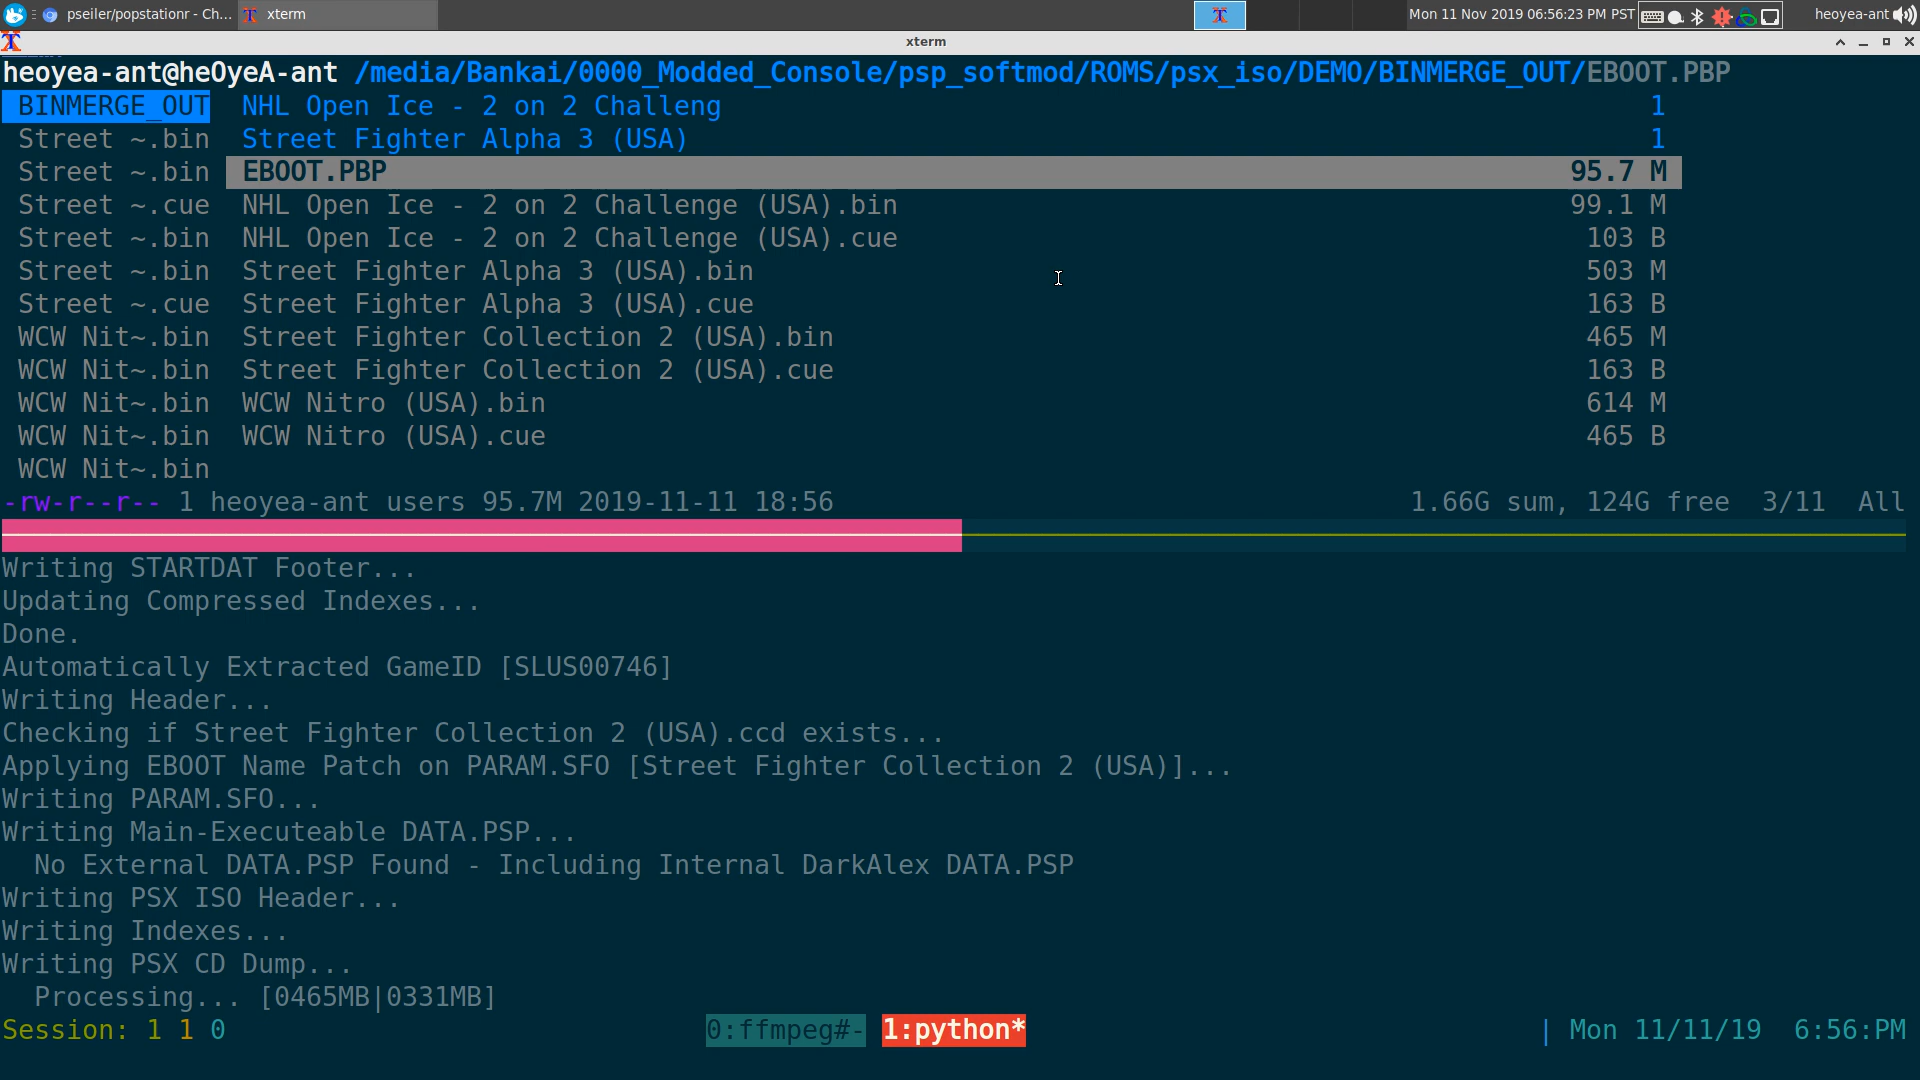 pseiler/popstationr - Ch... xterm Mon 11 Nov 2019 06:56:23 PM PST heoyea-ant
xterm
heoyea-ant@heOyeA-ant /media/Bankai/0000_Modded_Console/psp_softmod/ROMS/psx_iso/DEMO/BINMERGE_OUT/EBOOT.PBP
BINMERGE_OUT NHL Open Ice - 2 on 2 Challeng 1
Street ~.bin Street Fighter Alpha 3 (USA) 1
Street ~.bin EBOOT.PBP 95.7 M
Street ~.cue NHL Open Ice - 2 on 2 Challenge (USA).bin 99.1 M
Street ~.bin NHL Open Ice - 2 on 2 Challenge (USA).cue 103 B
Street ~.bin Street Fighter Alpha 3 (USA).bin 503 M
Street ~.cue Street Fighter Alpha 3 (USA).cue 163 B
WCW Nit~.bin Street Fighter Collection 2 (USA).bin 465 M
WCW Nit~.bin Street Fighter Collection 2 (USA).cue 163 B
WCW Nit~.bin WCW Nitro (USA).bin 614 M
WCW Nit~.bin WCW Nitro (USA).cue 465 B
WCW Nit~.bin
-rw-r--r-- 1 heoyea-ant users 95.7M 2019-11-11 18:56 1.66G sum, 124G free 3/11 All
Writing STARTDAT Footer...
Updating Compressed Indexes...
Done.
Automatically Extracted GameID [SLUS00746]
Writing Header...
Checking if Street Fighter Collection 2 (USA).ccd exists...
Applying EBOOT Name Patch on PARAM.SFO [Street Fighter Collection 2 (USA)]...
Writing PARAM.SFO...
Writing Main-Executeable DATA.PSP...
No External DATA.PSP Found - Including Internal DarkAlex DATA.PSP
Writing PSX ISO Header...
Writing Indexes...
Writing PSX CD Dump...
Processing... [0465MB|0331MB]
Session: 1 1 0 0:ffmpeg#- 1:python* | Mon 11/11/19 6:56:PM